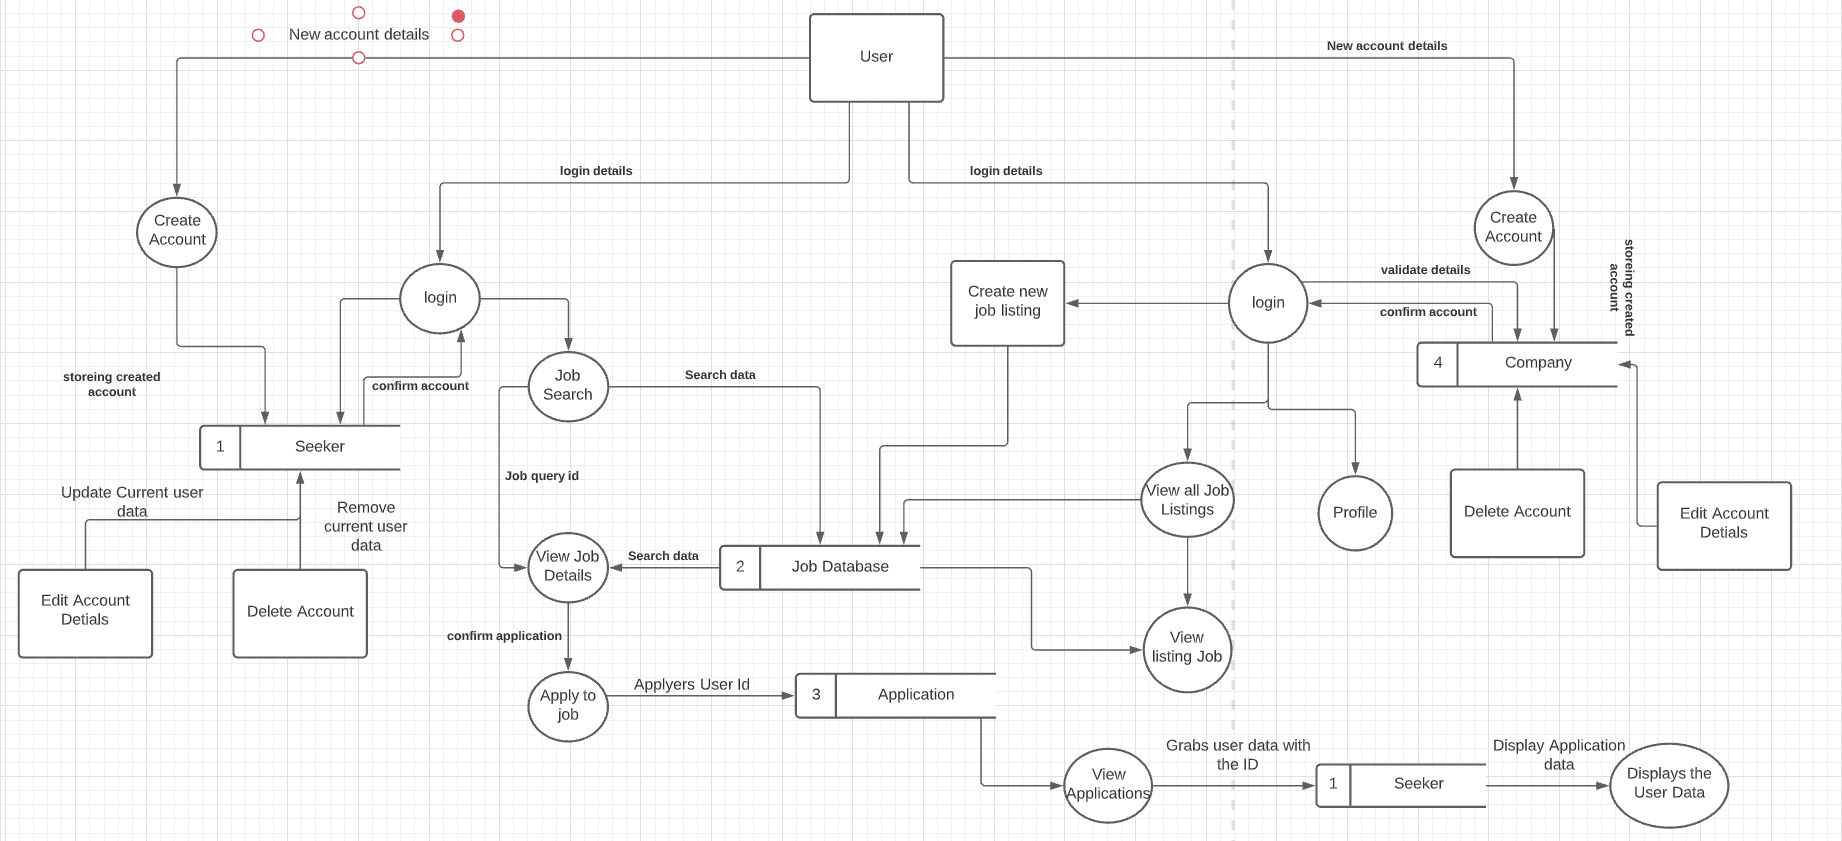 New account details
User
New account details
login details
login details
Create
Account
Create
Account
storeing created
account
login
Create new
job listing
login
validate details
confirm account
4
Company
storeing created
account
confirm account
Job
Search
Search data
1
Seeker
Job query id
Update Current user
data
Remove
current user
data
View all Job
Listings
Profile
Delete Account
Edit Account
Detials
Edit Account
Detials
Delete Account
View Job
Details
Search data
2
Job Database
confirm application
View
listing Job
Apply to
job
Applyers User Id
3
Application
View
Applications
Grabs user data with
the ID
1
Seeker
Display Application
data
Displays the
User Data